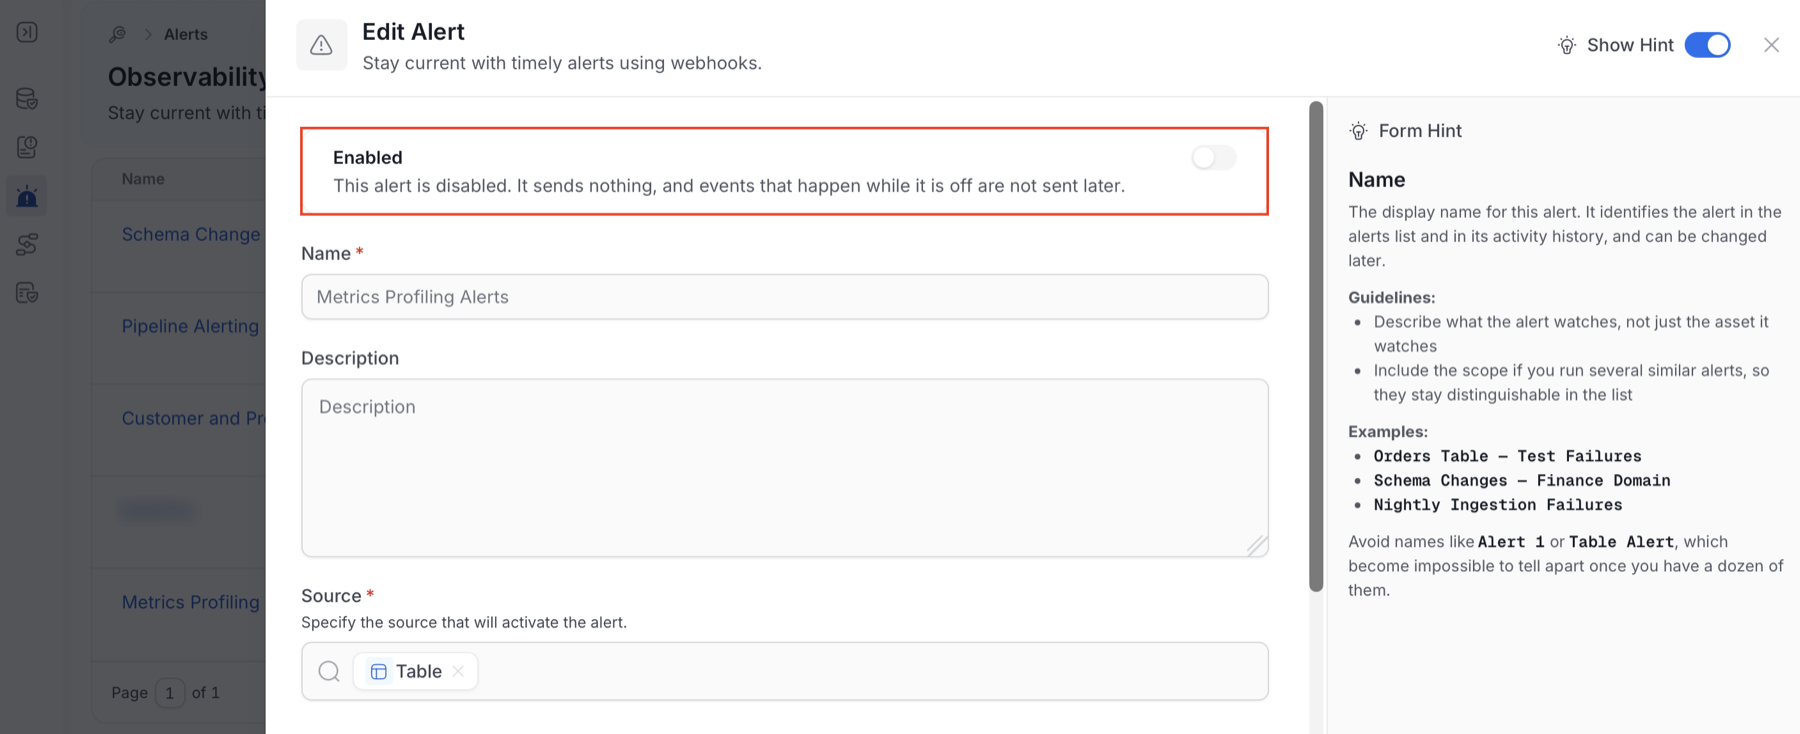 Alerts
Observability
Stay current with ti
Name
Schema Change
Pipeline Alerting
Customer and Pr
Metrics Profiling
Page 1 of 1
Edit Alert
Stay current with timely alerts using webhooks.
Show Hint
Enabled
This alert is disabled. It sends nothing, and events that happen while it is off are not sent later.
Name *
Metrics Profiling Alerts
Description
Description
Source *
Specify the source that will activate the alert.
Table
Form Hint
Name
The display name for this alert. It identifies the alert in the
alerts list and in its activity history, and can be changed
later.
Guidelines:
• Describe what the alert watches, not just the asset it
watches
• Include the scope if you run several similar alerts, so
they stay distinguishable in the list
Examples:
• Orders Table — Test Failures
• Schema Changes — Finance Domain
• Nightly Ingestion Failures
Avoid names like Alert 1 or Table Alert, which
become impossible to tell apart once you have a dozen of
them.